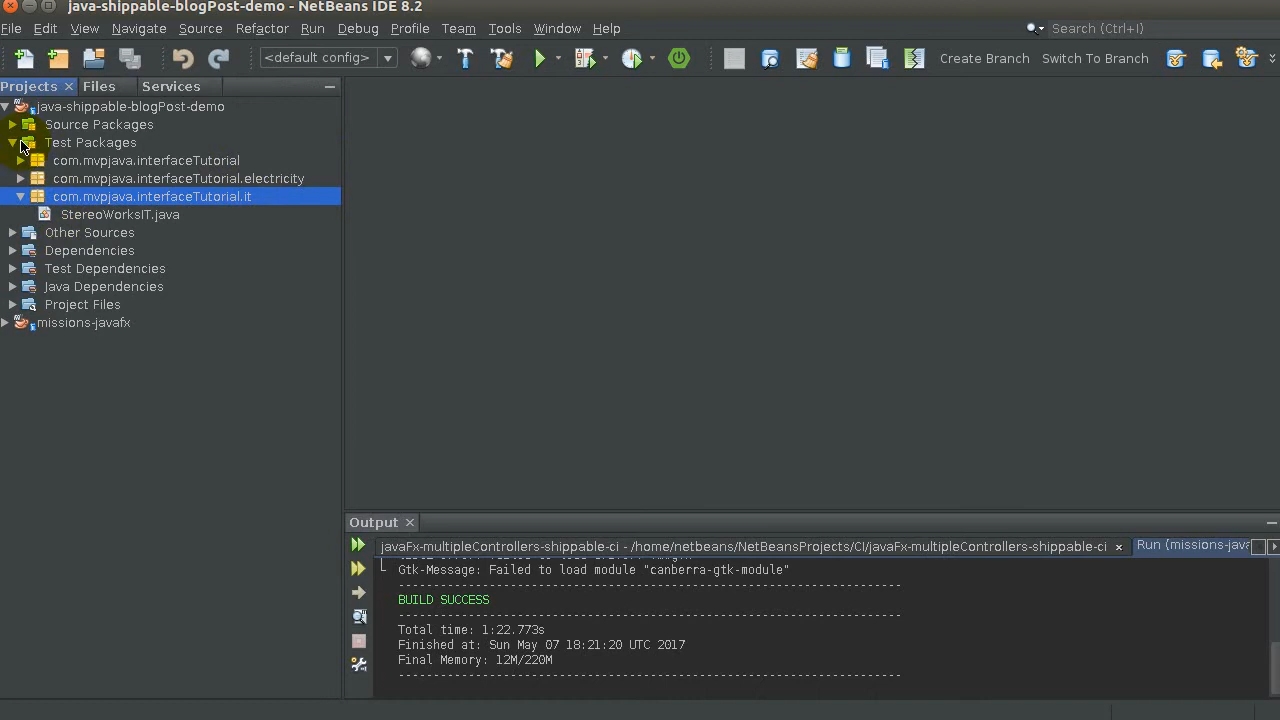 java-shippable-blogPost-demo - NetBeans IDE 8.2
File Edit View Navigate Source Refactor Run Debug Profile Team Tools Window Help Search (Ctrl+I)
<default config> Create Branch Switch To Branch
Projects Files Services
java-shippable-blogPost-demo
Source Packages
Test Packages
com.mvpjava.interfaceTutorial
com.mvpjava.interfaceTutorial.electricity
com.mvpjava.interfaceTutorial.it
StereoWorksIT.java
Other Sources
Dependencies
Test Dependencies
Java Dependencies
Project Files
missions-javafx
Output
javaFx-multipleControllers-shippable-ci - /home/netbeans/NetBeansProjects/CI/javaFx-multipleControllers-shippable-ci Run (missions-java
Gtk-Message: Failed to load module "canberra-gtk-module"
------------------------------------------------------------------------
BUILD SUCCESS
------------------------------------------------------------------------
Total time: 1:22.773s
Finished at: Sun May 07 18:21:20 UTC 2017
Final Memory: 12M/220M
------------------------------------------------------------------------